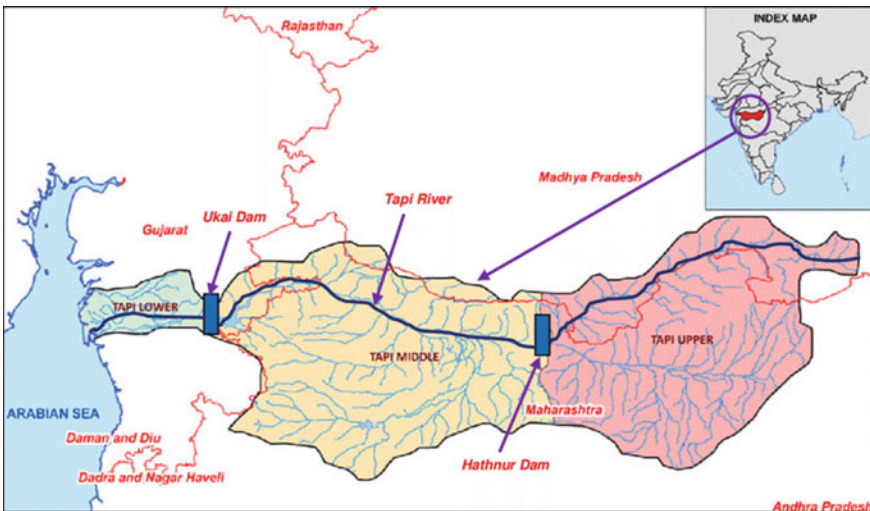 Rajasthan
INDEX MAP
Madhya Pradesh
Tapi River
Ukai Dam
Gujarat
TAPI LOWER
TAPI MIDDLE
TAPI UPPER
ARABIAN SEA
Maharashtra
Daman and Diu
Hathnur Dam
Dadra and Nagar Haveli
Andhra Pradesh